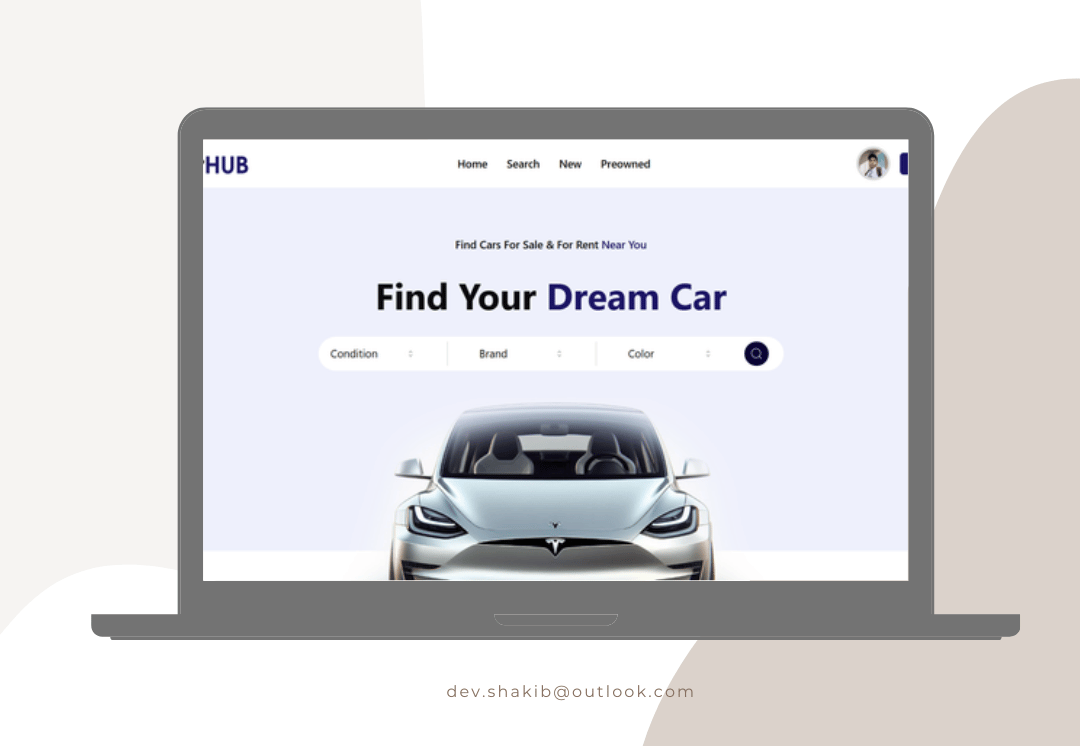 HUB
Home Search New Preowned
Find Cars For Sale & For Rent Near You
Find Your Dream Car
Condition Brand Color
dev.shakib@outlook.com